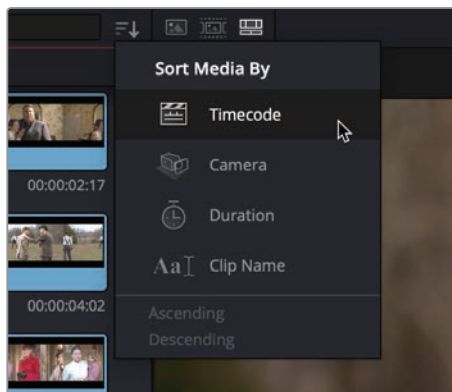 Sort Media By
Timecode
Camera
00:00:02:17
Duration
Aa Clip Name
00:00:04:02
Ascending
Descending